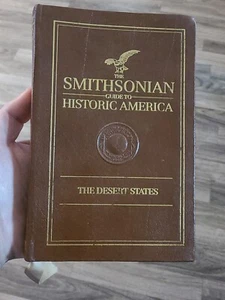 THE
SMITHSONIAN
GUIDE TO
HISTORIC AMERICA
THE DESERT STATES